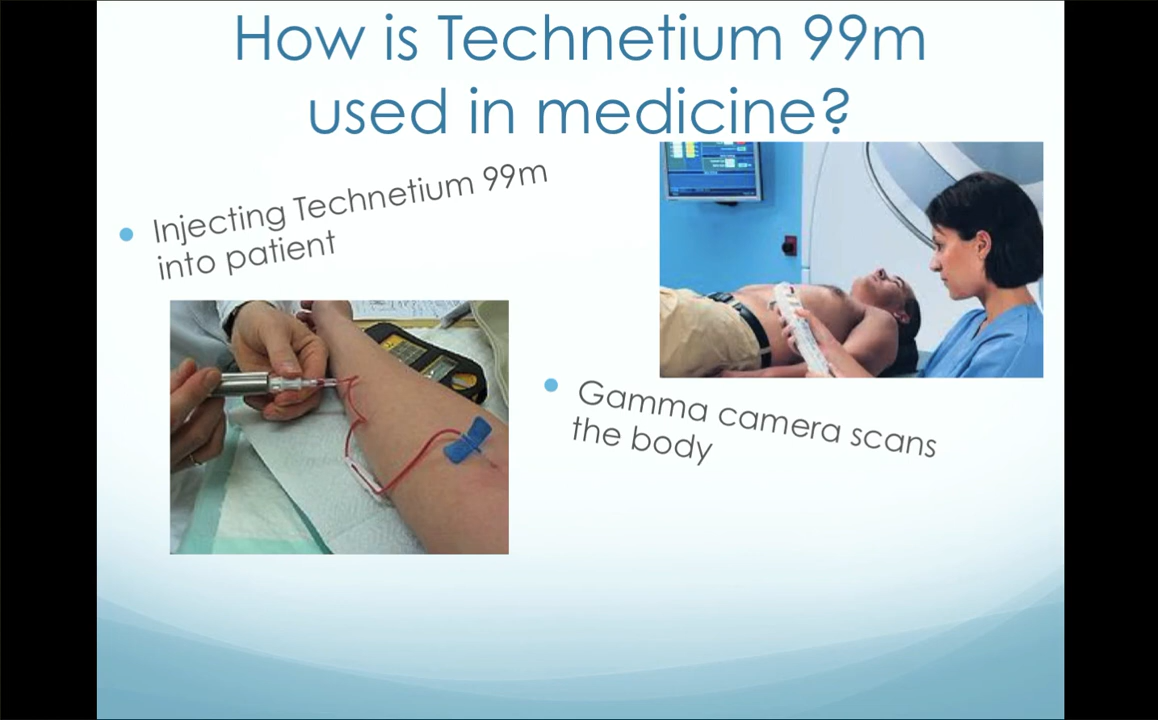 How is Technetium 99m
used in medicine?
• Injecting Technetium 99m
into patient
• Gamma camera scans
the body